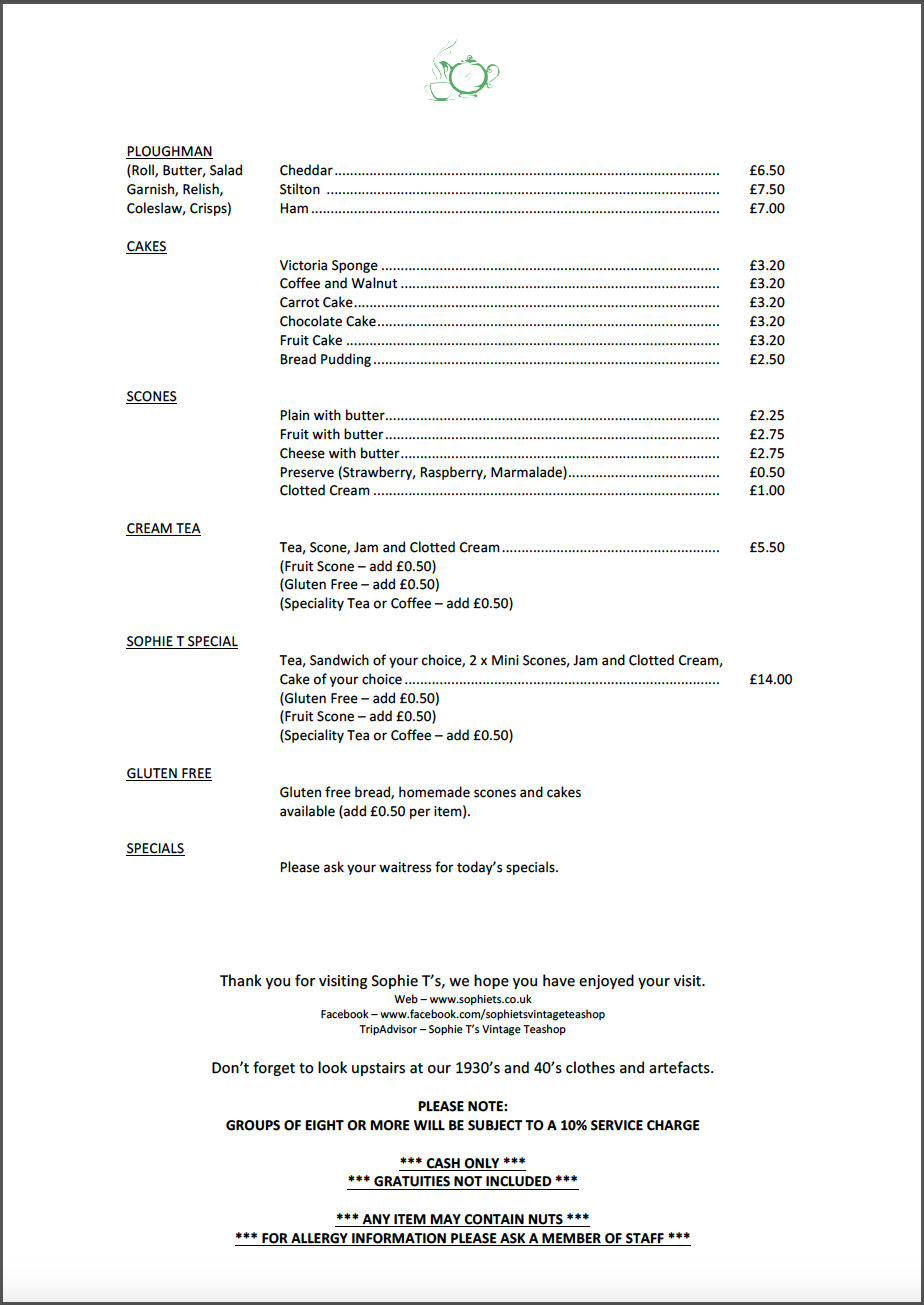 PLOUGHMAN
(Roll, Butter, Salad Cheddar ........ £6.50
Garnish, Relish, Stilton ........ £7.50
Coleslaw, Crisps) Ham ........ £7.00
CAKES
Victoria Sponge ........ £3.20
Coffee and Walnut ........ £3.20
Carrot Cake ........ £3.20
Chocolate Cake ........ £3.20
Fruit Cake ........ £3.20
Bread Pudding ........ £2.50
SCONES
Plain with butter ........ £2.25
Fruit with butter ........ £2.75
Cheese with butter ........ £2.75
Preserve (Strawberry, Raspberry, Marmalade) ........ £0.50
Clotted Cream ........ £1.00
CREAM TEA
Tea, Scone, Jam and Clotted Cream ........ £5.50
(Fruit Scone – add £0.50)
(Gluten Free – add £0.50)
(Speciality Tea or Coffee – add £0.50)
SOPHIE T SPECIAL
Tea, Sandwich of your choice, 2 x Mini Scones, Jam and Clotted Cream,
Cake of your choice ........ £14.00
(Gluten Free – add £0.50)
(Fruit Scone – add £0.50)
(Speciality Tea or Coffee – add £0.50)
GLUTEN FREE
Gluten free bread, homemade scones and cakes
available (add £0.50 per item).
SPECIALS
Please ask your waitress for today’s specials.
Thank you for visiting Sophie T’s, we hope you have enjoyed your visit.
Web – www.sophiets.co.uk
Facebook – www.facebook.com/sophietsvintageteashop
TripAdvisor – Sophie T’s Vintage Teashop
Don’t forget to look upstairs at our 1930’s and 40’s clothes and artefacts.
PLEASE NOTE:
GROUPS OF EIGHT OR MORE WILL BE SUBJECT TO A 10% SERVICE CHARGE
*** CASH ONLY ***
*** GRATUITIES NOT INCLUDED ***
*** ANY ITEM MAY CONTAIN NUTS ***
*** FOR ALLERGY INFORMATION PLEASE ASK A MEMBER OF STAFF ***